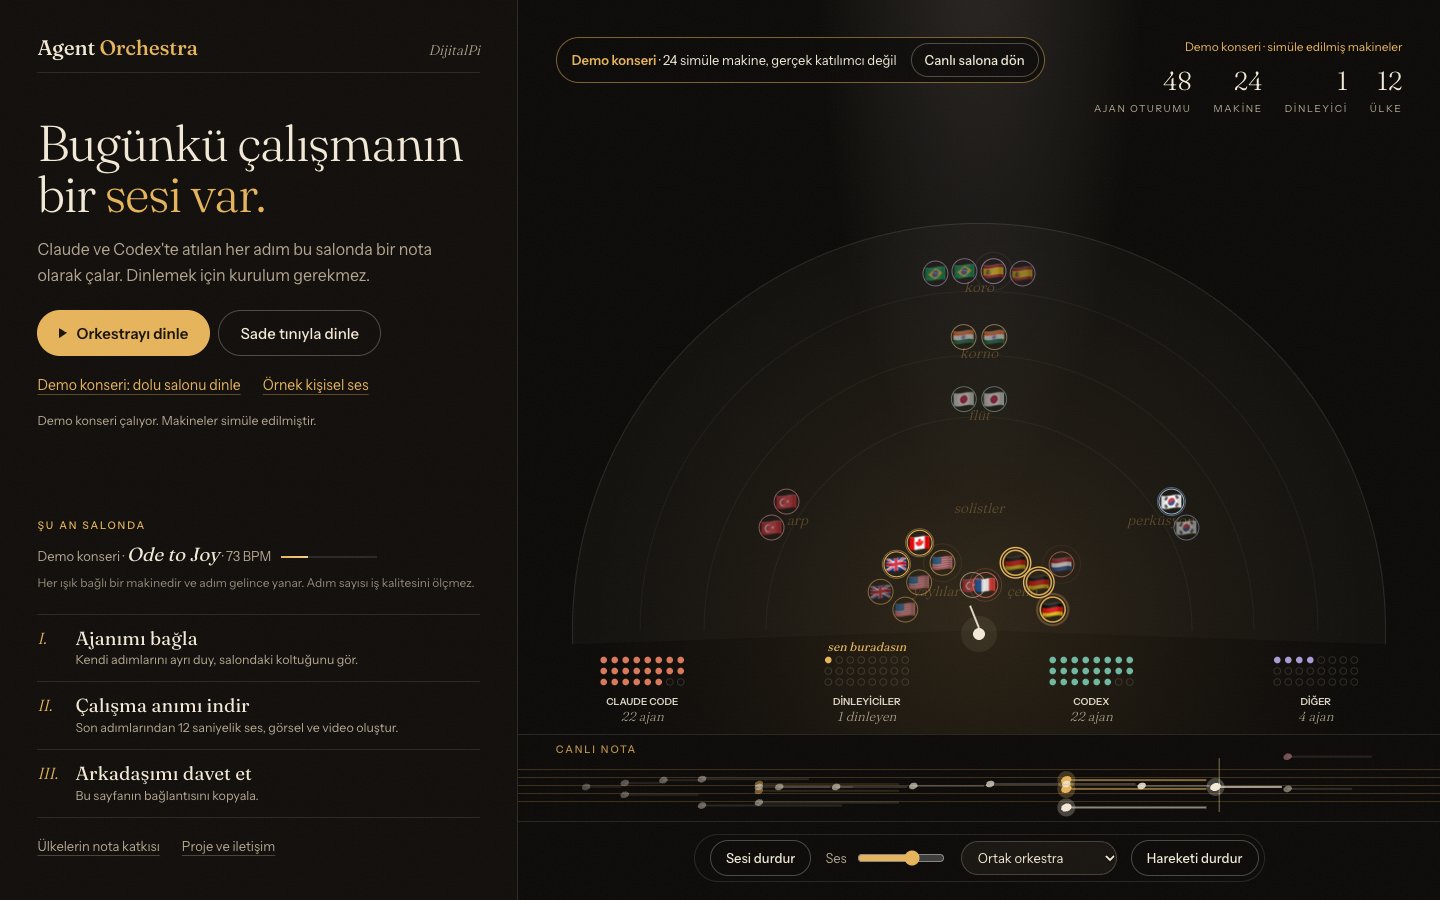 Agent Orchestra
DijitalPi
Bugünkü çalışmanın
bir sesi var.
Claude ve Codex'te atılan her adım bu salonda bir nota
olarak çalar. Dinlemek için kurulum gerekmez.
Orkestrayı dinle
Sade tınıyla dinle
Demo konseri: dolu salonu dinle
Örnek kişisel ses
Demo konseri çalıyor. Makineler simüle edilmiştir.
ŞU AN SALONDA
Demo konseri · Ode to Joy · 73 BPM
Her ışık bağlı bir makinedir ve adım gelince yanar. Adım sayısı iş kalitesini ölçmez.
I. Ajanımı bağla
Kendi adımlarını ayrı duy, salondaki koltuğunu gör.
II. Çalışma anımı indir
Son adımlarından 12 saniyelik ses, görsel ve video oluştur.
III. Arkadaşımı davet et
Bu sayfanın bağlantısını kopyala.
Ülkelerin nota katkısı
Proje ve iletişim
Demo konseri · 24 simüle makine, gerçek katılımcı değil
Canlı salona dön
Demo konseri · simüle edilmiş makineler
48 24 1 12
AJAN OTURUMU MAKİNE DİNLEYİCİ ÜLKE
koro
korno
flüt
arp
solistler
sen buradasın
CLAUDE CODE
22 ajan
DİNLEYİCİLER
1 dinleyen
CODEX
22 ajan
DİĞER
4 ajan
CANLI NOTA
Sesi durdur
Ses
Ortak orkestra
Hareketi durdur